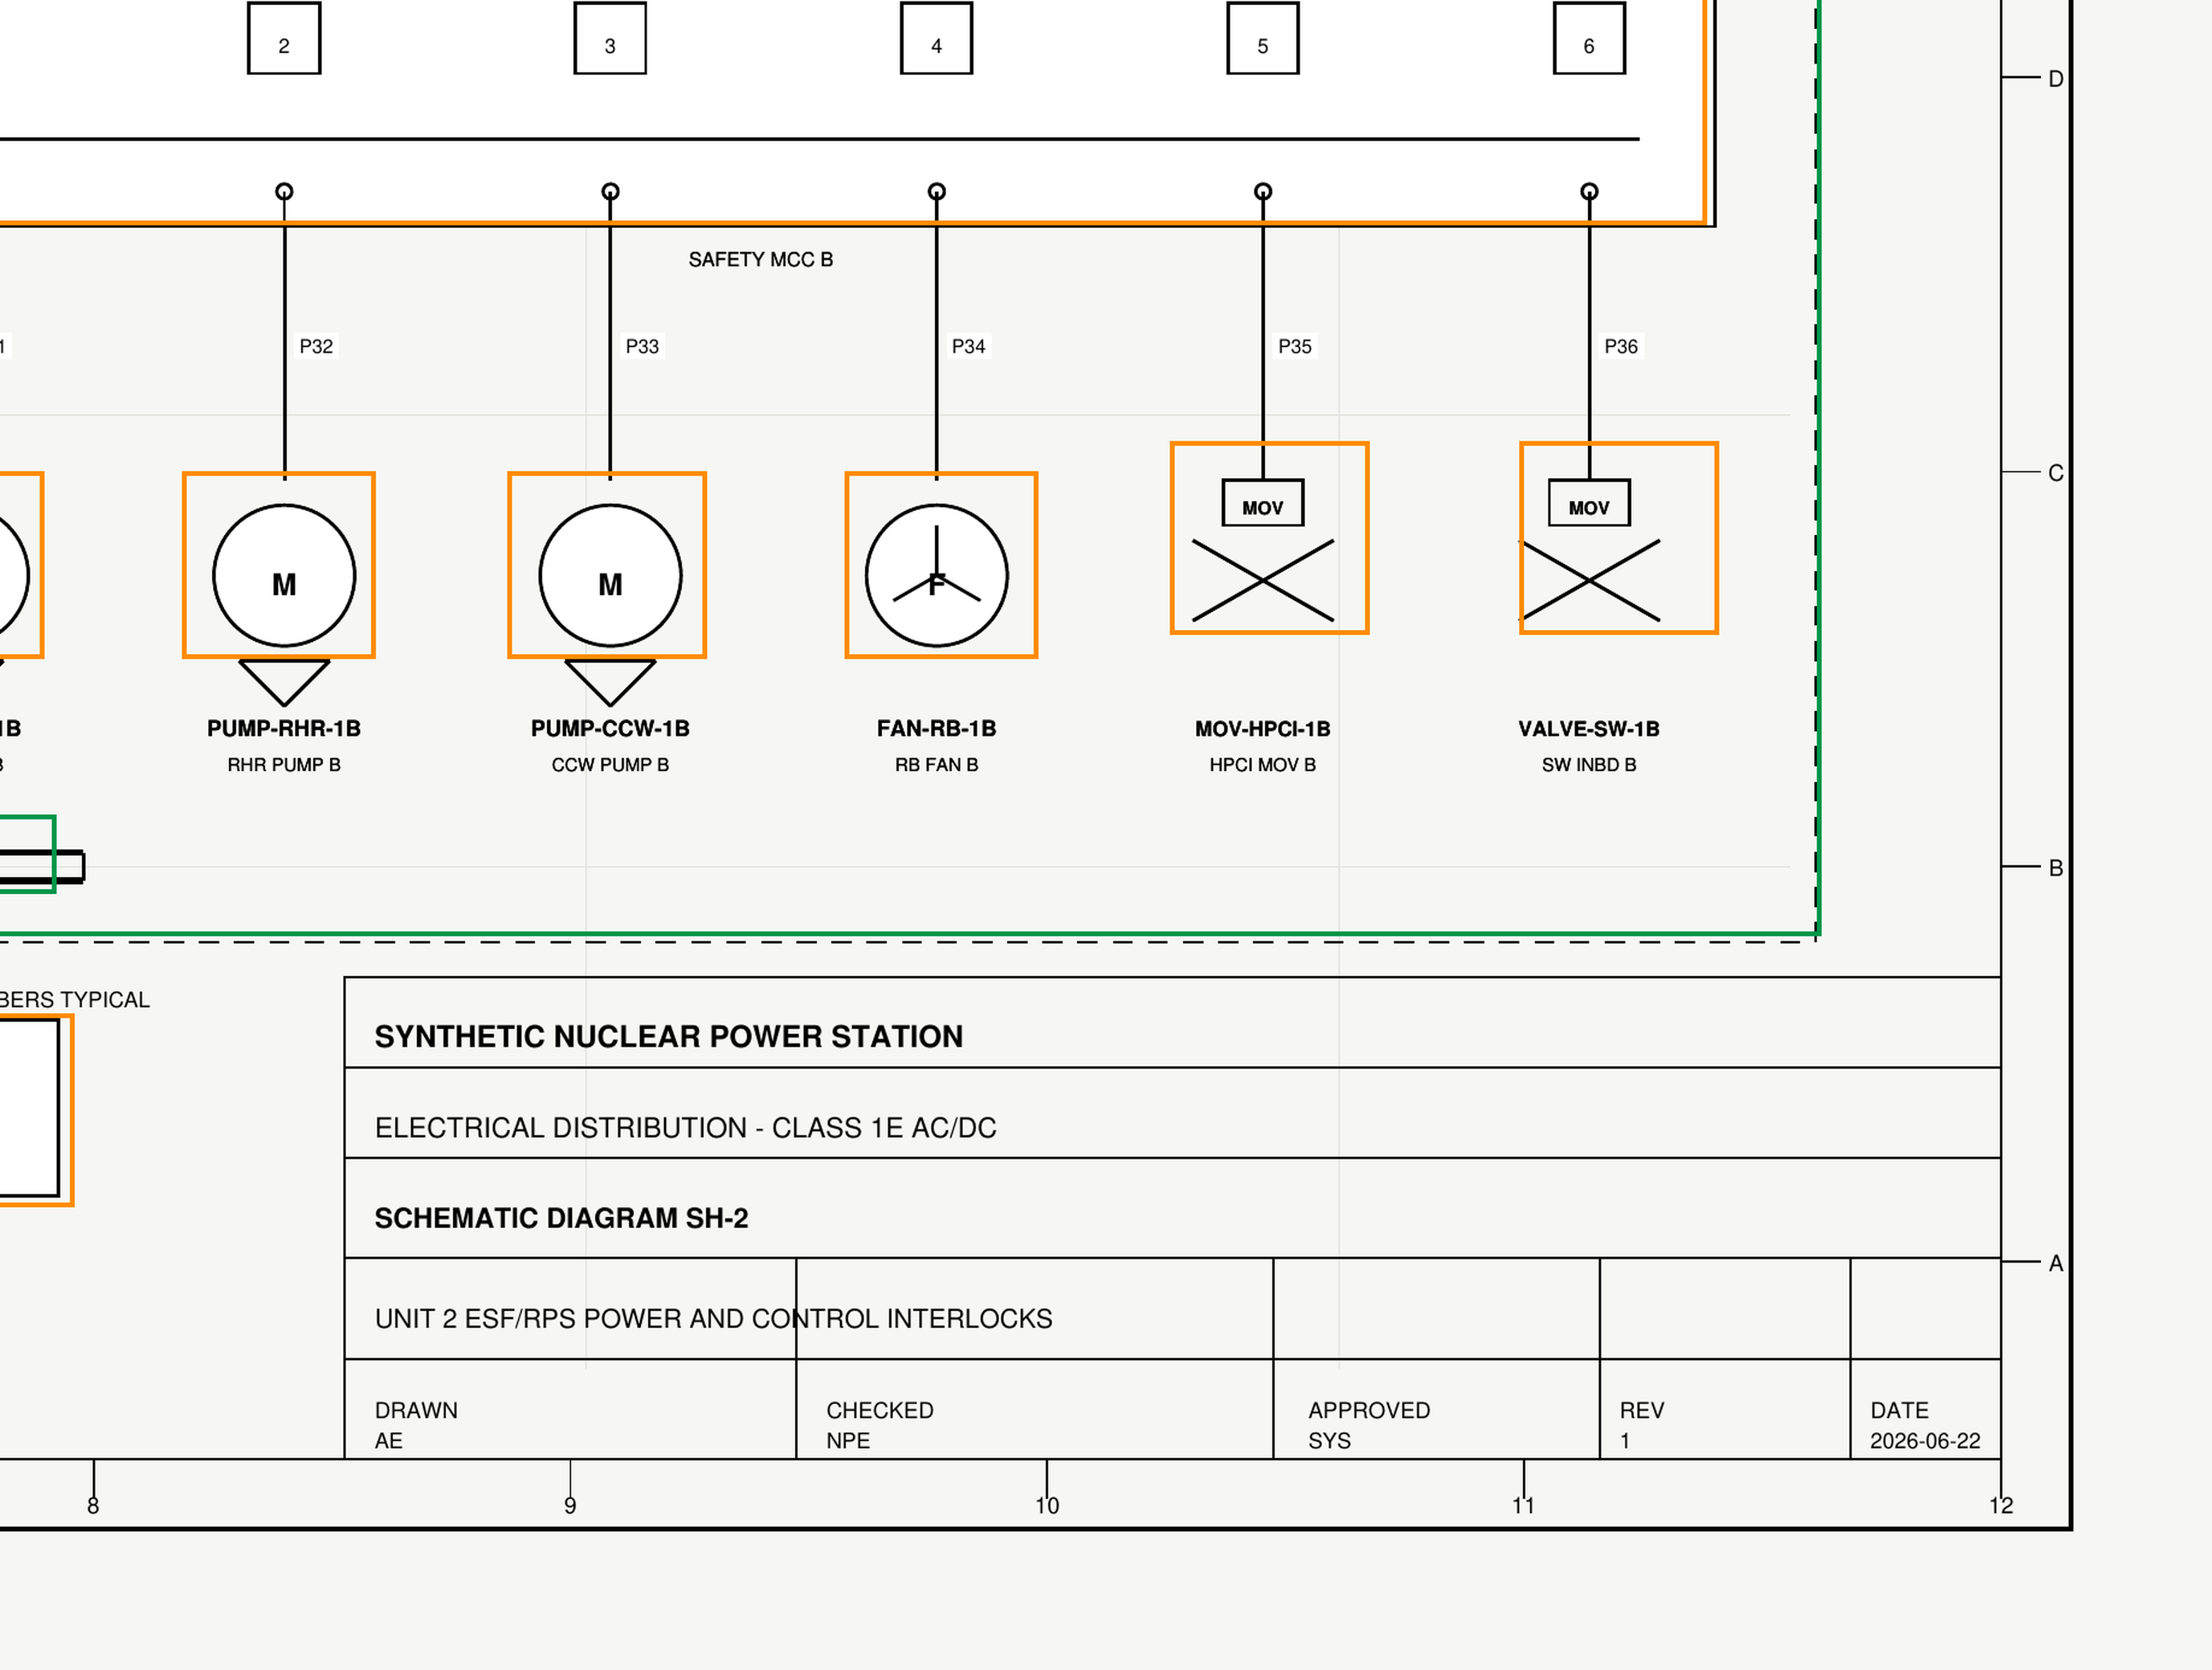 2 3 4 5 6
D
SAFETY MCC B
1 P32 P33 P34 P35 P36
C
MOV MOV
M M F
1B PUMP-RHR-1B PUMP-CCW-1B FAN-RB-1B MOV-HPCI-1B VALVE-SW-1B
B RHR PUMP B CCW PUMP B RB FAN B HPCI MOV B SW INBD B
B
BERS TYPICAL
SYNTHETIC NUCLEAR POWER STATION
ELECTRICAL DISTRIBUTION - CLASS 1E AC/DC
SCHEMATIC DIAGRAM SH-2
A
UNIT 2 ESF/RPS POWER AND CONTROL INTERLOCKS
DRAWN CHECKED APPROVED REV DATE
AE NPE SYS 1 2026-06-22
8 9 10 11 12